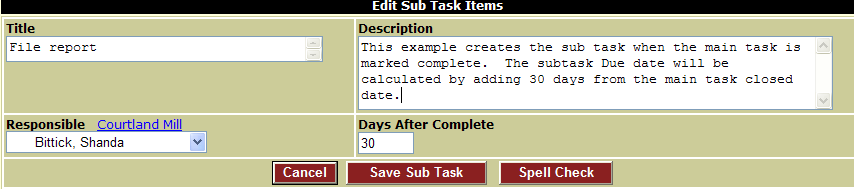 Edit Sub Task Items
Title
File report
Description
This example creates the sub task when the main task is
marked complete.  The subtask Due date will be
calculated by adding 30 days from the main task closed
date.
Responsible Courtland Mill
Bittick, Shanda
Days After Complete
30
Cancel Save Sub Task Spell Check